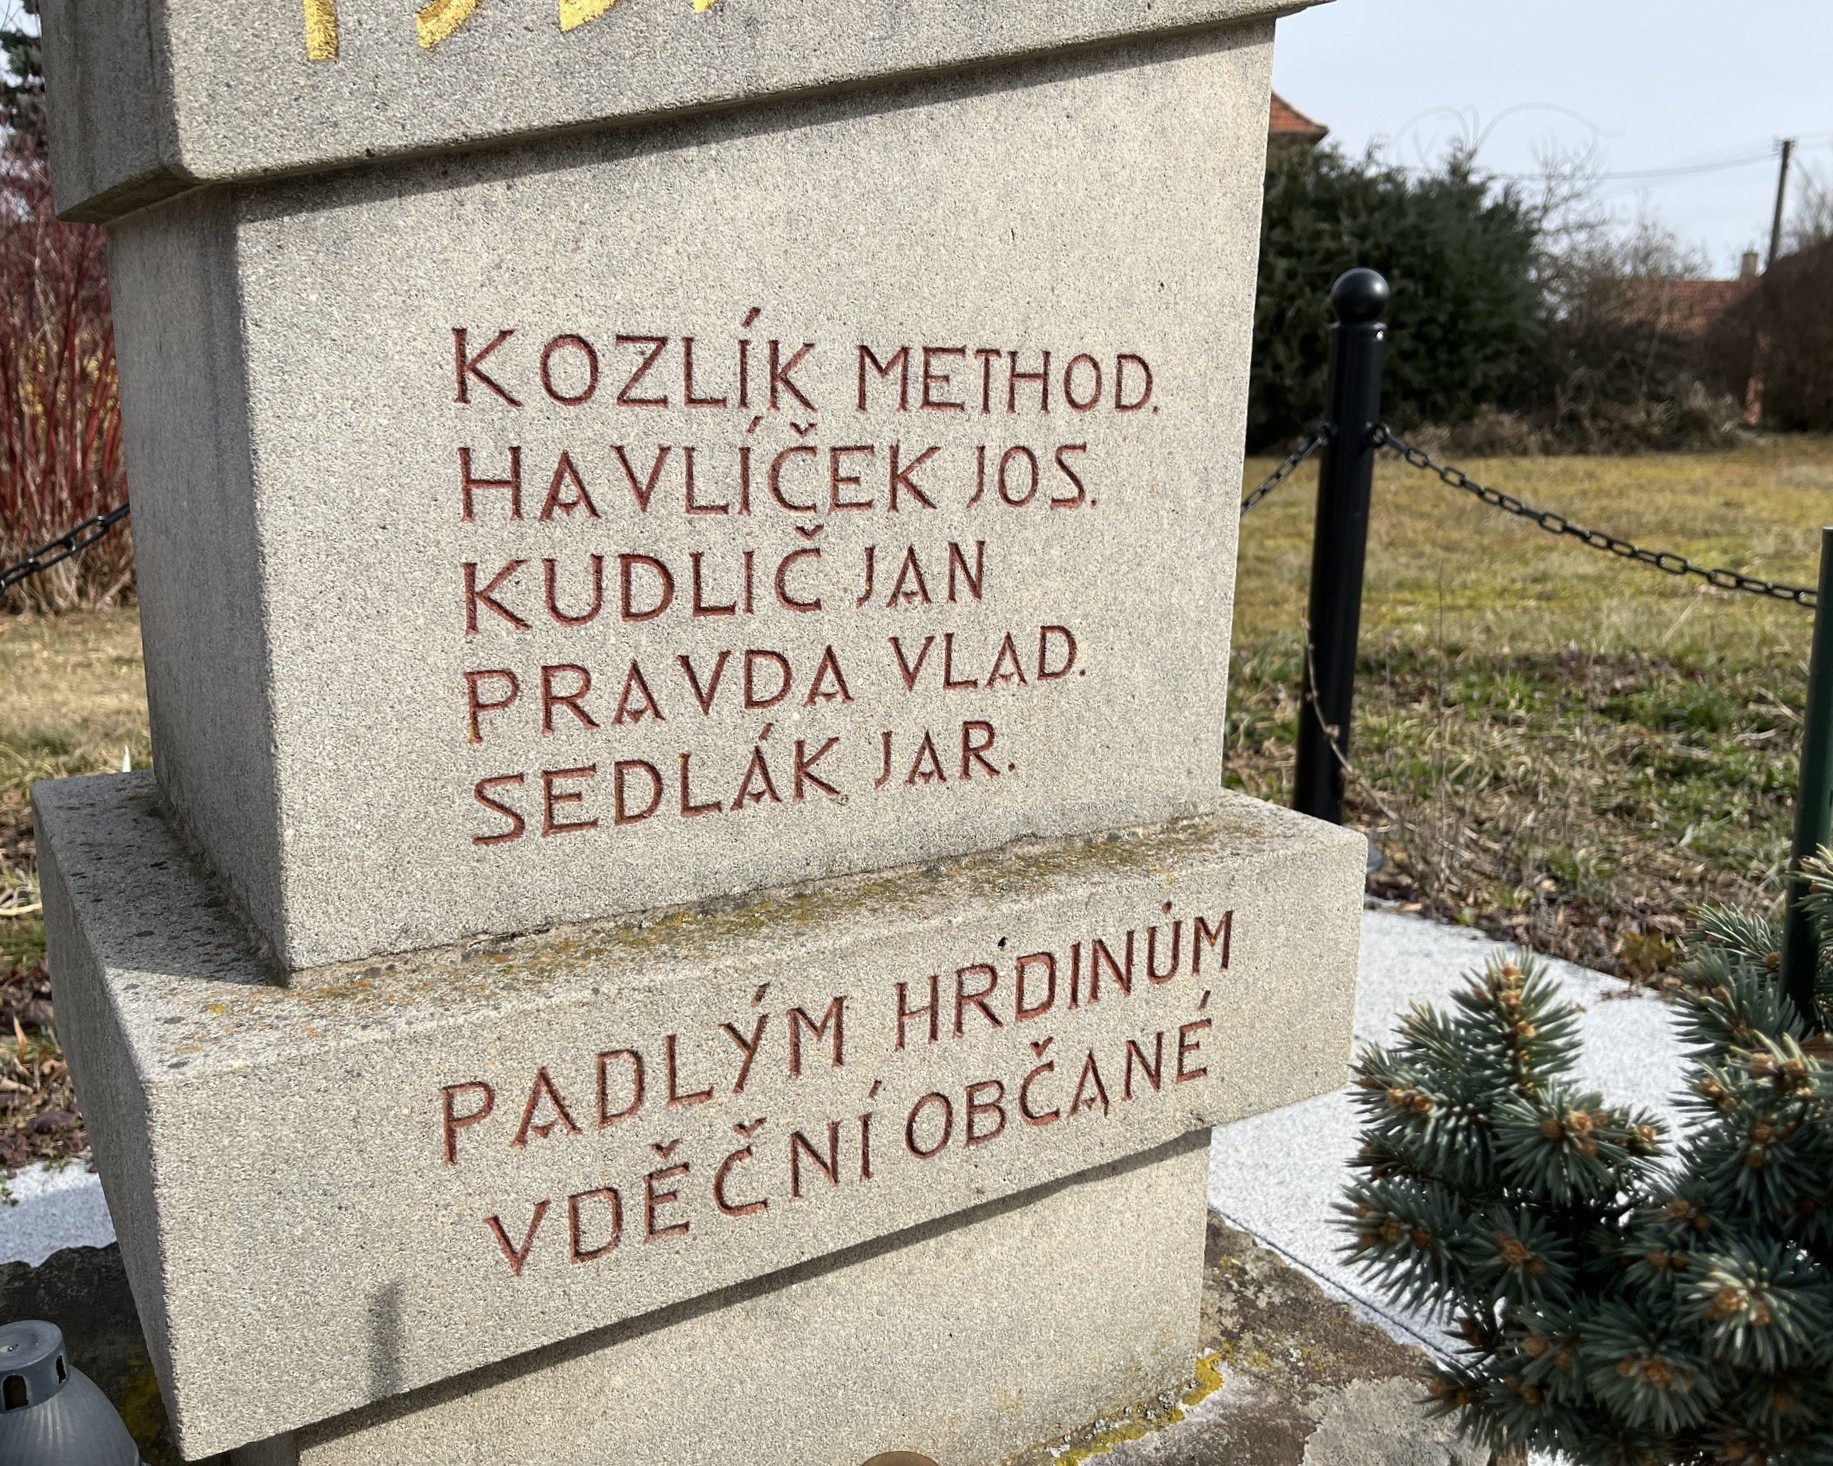 KOZLÍK METHOD.
HAVLÍČEK JOS.
KUDLIČ JAN
PRAVDA VLAD.
SEDLÁK JAR.
PADLÝM HRDINŮM
VDĚČNÍ OBČANÉ